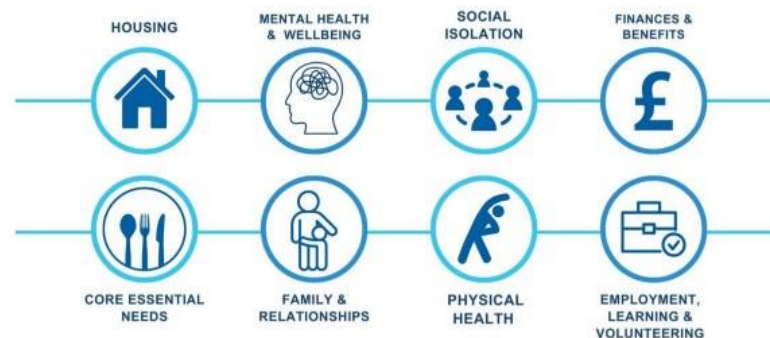 HOUSING
MENTAL HEALTH
& WELLBEING
SOCIAL
ISOLATION
FINANCES &
BENEFITS
£
CORE ESSENTIAL
NEEDS
FAMILY &
RELATIONSHIPS
PHYSICAL
HEALTH
EMPLOYMENT,
LEARNING &
VOLUNTEERING